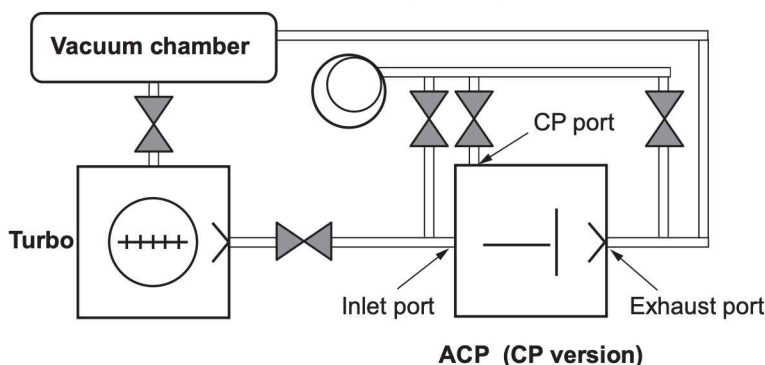 Vacuum chamber
CP port
Turbo
Inlet port
Exhaust port
ACP (CP version)